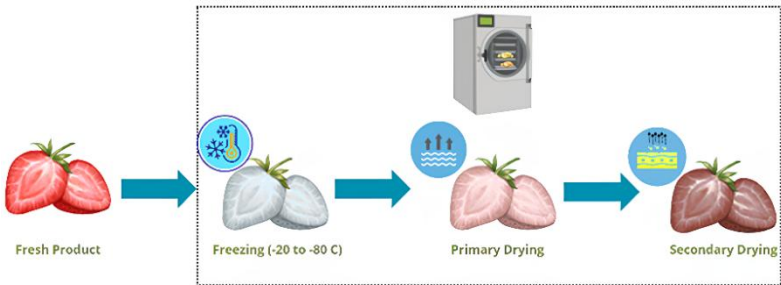 Fresh Product
Freezing (-20 to -80 C)
Primary Drying
Secondary Drying